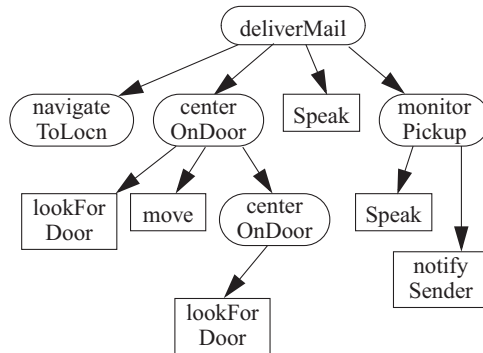 deliverMail
navigate
ToLocn
center
OnDoor
Speak
monitor
Pickup
lookFor
Door
move
center
OnDoor
Speak
notify
Sender
lookFor
Door